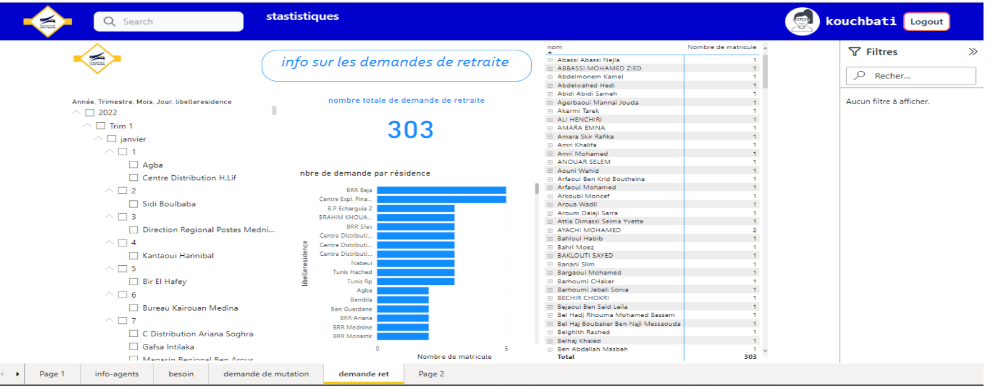 Search
stastistiques
kouchbati
Logout
info sur les demandes de retraite
nombre totale de demande de retraite
303
Année, Trimestre, Mois, Jour, libelleresidence
2022
Trim 1
janvier
1
Agba
Centre Distribution H.Lif
2
Sidi Boulbaba
3
Direction Regional Postes Medni...
4
Kantaoui Hannibal
5
Bir El Hafey
6
Bureau Kairouan Medina
7
C Distribution Ariana Soghra
Gafsa Intilaka
Magasin Regional Ben Arous
nbre de demande par résidence
libelleresidence
BRR Beja
Centre Expl. Fina...
B.P Echarguia 2
BRAHIM KHOUA...
BRR Sfax
Centre Distributi...
Centre Distributi...
Centre Distributi...
Nabeul
Tunis Hached
Tunis Rp
Agba
Bembla
Ben Guerdane
BRR Ariane
BRR Mednine
BRR Monastir
0 5
Nombre de matricule
nom Nombre de matricule
Abassi Abassi Nejla 1
ABBASSI MOHAMED ZIED 1
Abdelmonem Kamel 1
Abdelwahed Hedi 1
Abidi Abidi Sameh 1
Agerbaoui Mannai Jouda 1
Akermi Tarek 1
ALI HENCHIRI 1
AMARA EMNA 1
Amara Skir Rafika 1
Amri Khalifa 1
Amri Mohamed 1
ANOUAR SELEM 1
Aouni Wahid 1
Arfaoui Ben Krid Boutheina 1
Arfaoui Mohamed 1
Arkoubi Moncef 1
Aroua Wadii 1
Aroum Dalaji Sarra 1
Attia Dimassi Seima Yvette 1
AYACHI MOHAMED 2
Bahloul Habib 1
Bahri Moez 1
BAKLOUTI SAYED 1
Banani Slim 1
Bargaoui Mohamed 1
Barhoumi CHaker 1
Barhoumi Jebali Sonia 1
BECHIR CHOKRI 1
Bejaoui Ben Said Leila 1
Bel Hadj Rhouma Mohamed Bassem 1
Bel Haj Boubaker Ben Naji Messaouda 1
Belghith Rached 1
Belhaj Khaled 1
Ben Abdallah Masbah 1
Total 303
Filtres
Recher...
Aucun filtre à afficher.
Page 1 info-agents besoin demande de mutation demande ret Page 2